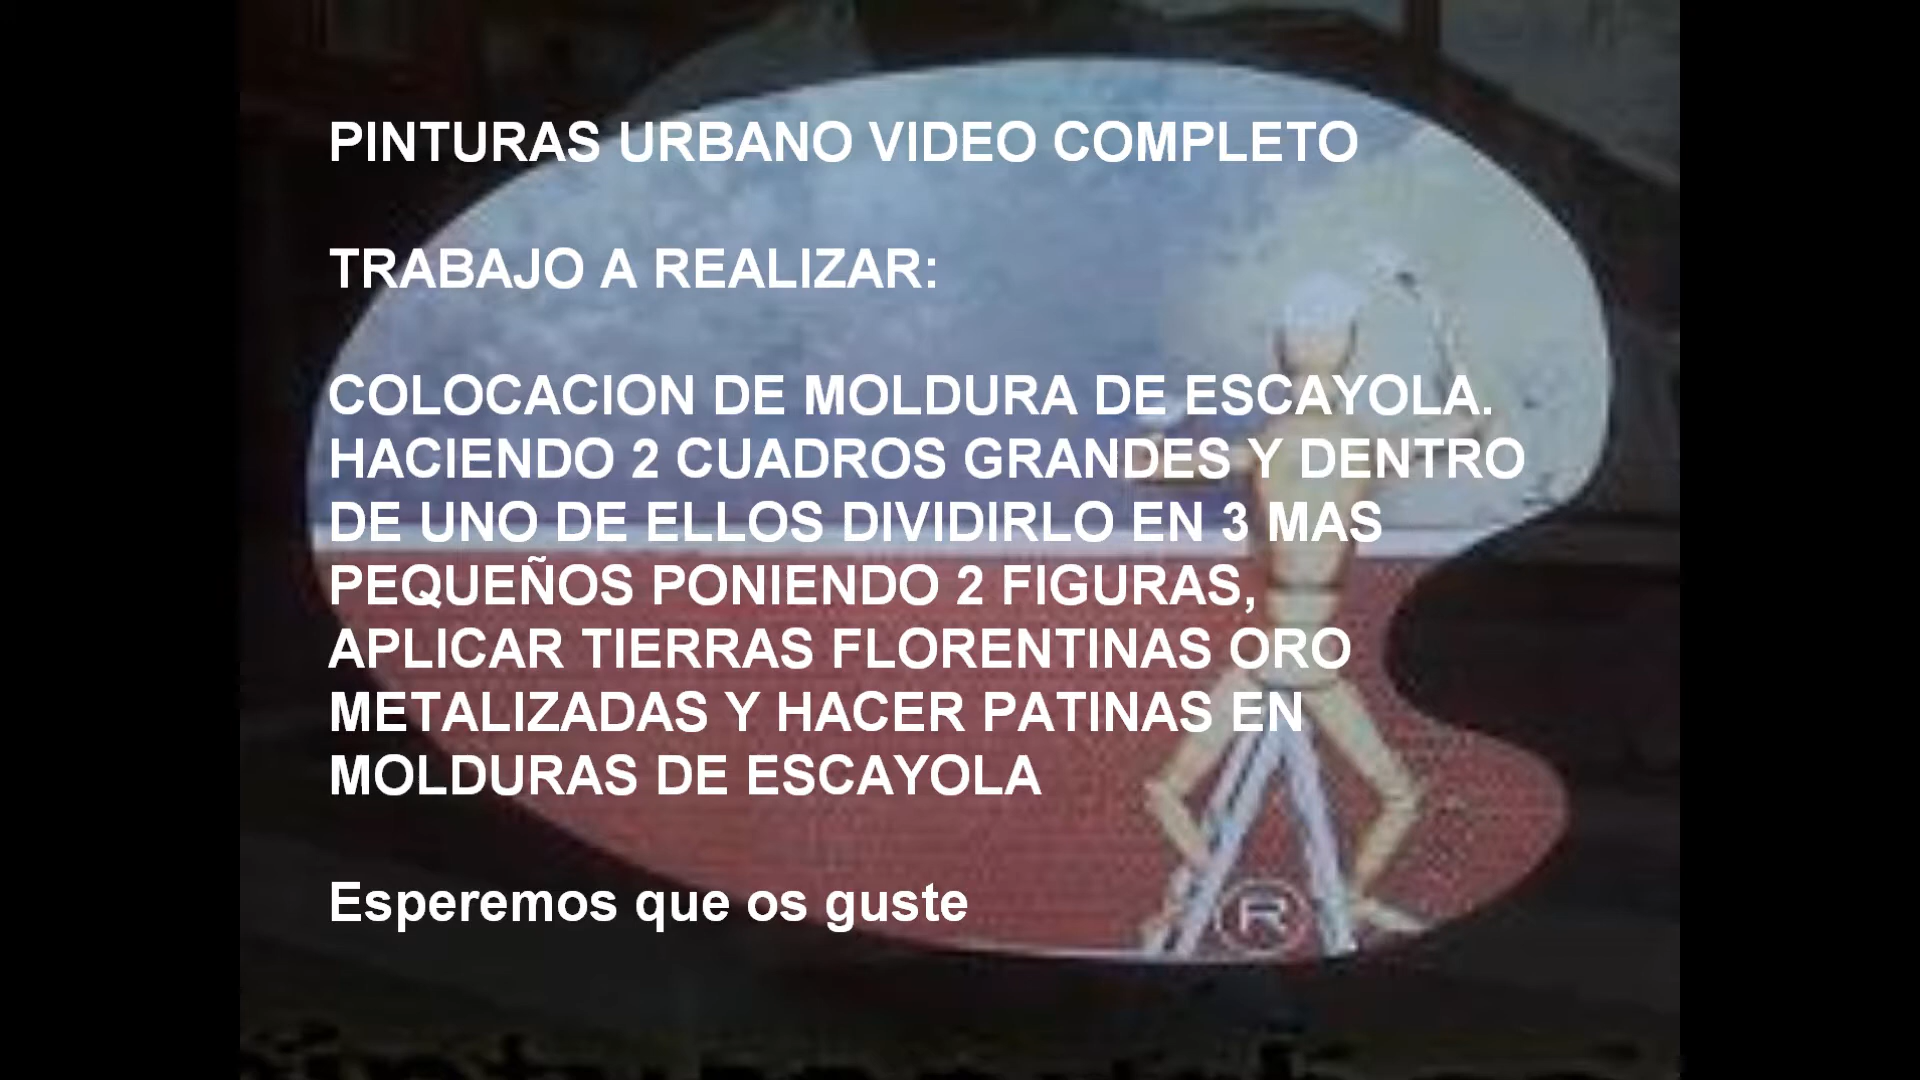 PINTURAS URBANO VIDEO COMPLETO
TRABAJO A REALIZAR:
COLOCACION DE MOLDURA DE ESCAYOLA.
HACIENDO 2 CUADROS GRANDES Y DENTRO
DE UNO DE ELLOS DIVIDIRLO EN 3 MAS
PEQUEÑOS PONIENDO 2 FIGURAS,
APLICAR TIERRAS FLORENTINAS ORO
METALIZADAS Y HACER PATINAS EN
MOLDURAS DE ESCAYOLA
Esperemos que os guste
R